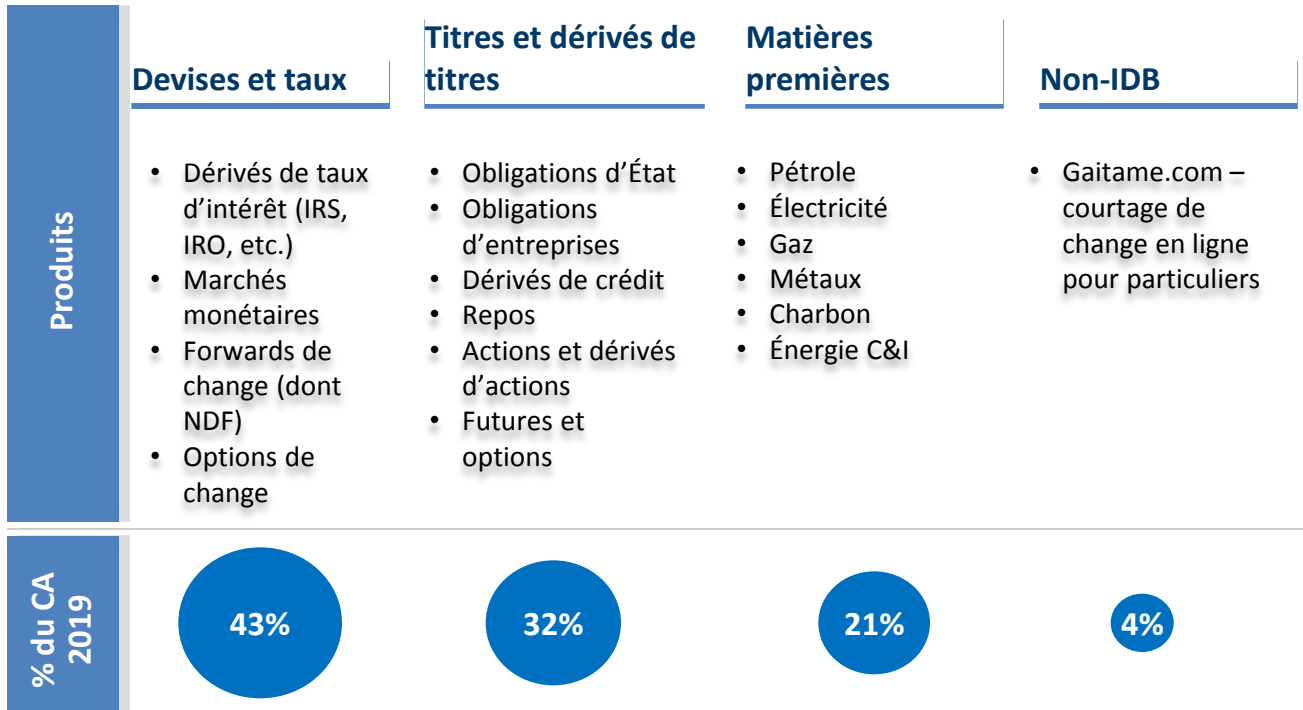 Devises et taux
Titres et dérivés de
titres
Matières
premières
Non-IDB
Produits
• Dérivés de taux
d’intérêt (IRS,
IRO, etc.)
• Marchés
monétaires
• Forwards de
change (dont
NDF)
• Options de
change
• Obligations d’État
• Obligations
d’entreprises
• Dérivés de crédit
• Repos
• Actions et dérivés
d’actions
• Futures et
options
• Pétrole
• Électricité
• Gaz
• Métaux
• Charbon
• Énergie C&I
• Gaitame.com –
courtage de
change en ligne
pour particuliers
% du CA
2019
43%
32%
21%
4%